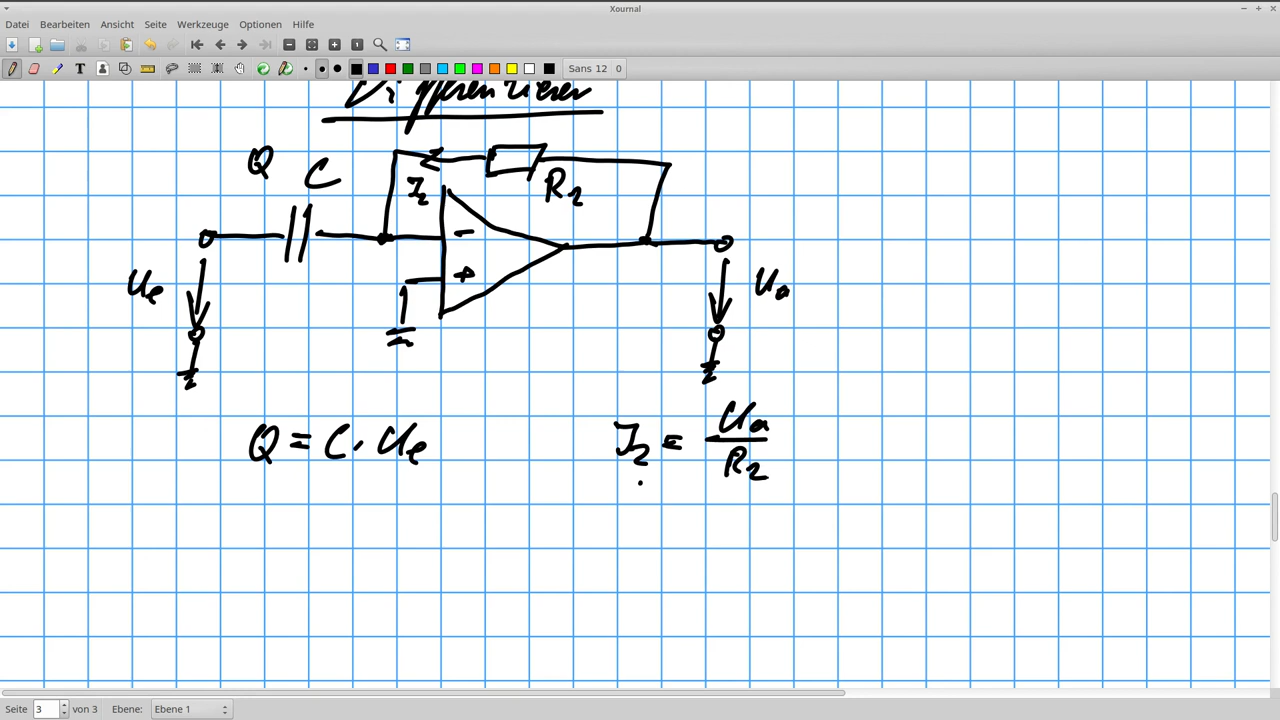 Xournal
Datei Bearbeiten Ansicht Seite Werkzeuge Optionen Hilfe
T 1 Sans 12 0
Differenzierer
Q C
I2 R2
-
+
Ue Ua
Q = C · Ue I2 = Ua / R2
Seite 3 von 3 Ebene: Ebene 1